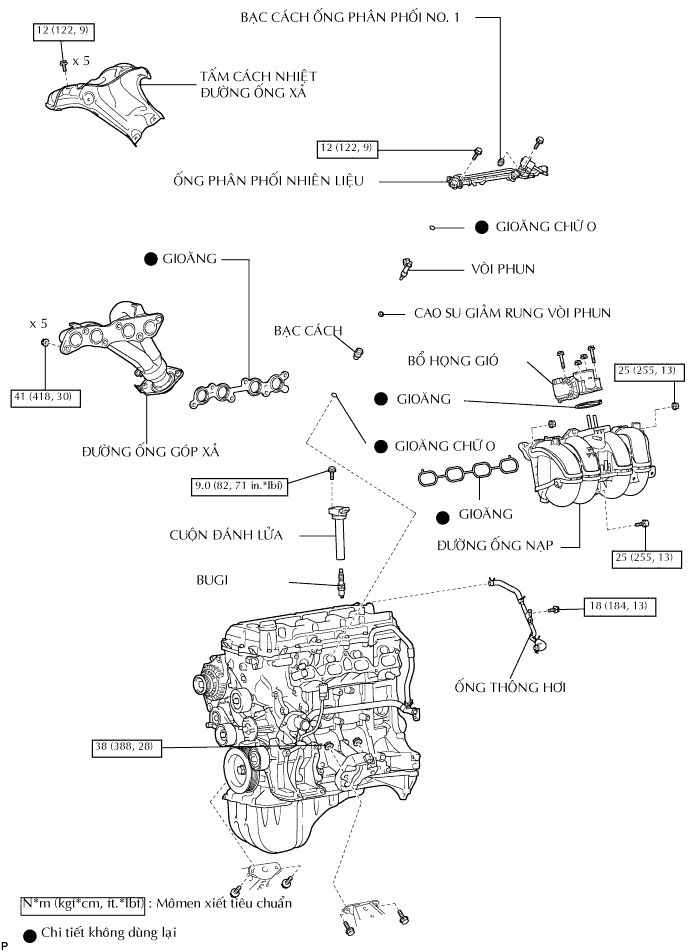 BẠC CÁCH ỐNG PHÂN PHỐI NO. 1
12 (122, 9)
x 5
TẤM CÁCH NHIỆT
ĐƯỜNG ỐNG XẢ
12 (122, 9)
ỐNG PHÂN PHỐI NHIÊN LIỆU
GIOĂNG CHỮ O
GIOĂNG
VÒI PHUN
CAO SU GIẢM RUNG VÒI PHUN
x 5
BẠC CÁCH
BỔ HỌNG GIÓ
25 (255, 13)
41 (418, 30)
GIOĂNG
ĐƯỜNG ỐNG GÓP XẢ
GIOĂNG CHỮ O
9.0 (82, 71 in.*lbf)
GIOĂNG
CUỘN ĐÁNH LỬA
ĐƯỜNG ỐNG NẠP
25 (255, 13)
BUGI
18 (184, 13)
ỐNG THÔNG HƠI
38 (388, 28)
N*m (kgf*cm, ft.*lbf) : Mômen xiết tiêu chuẩn
Chi tiết không dùng lại
P